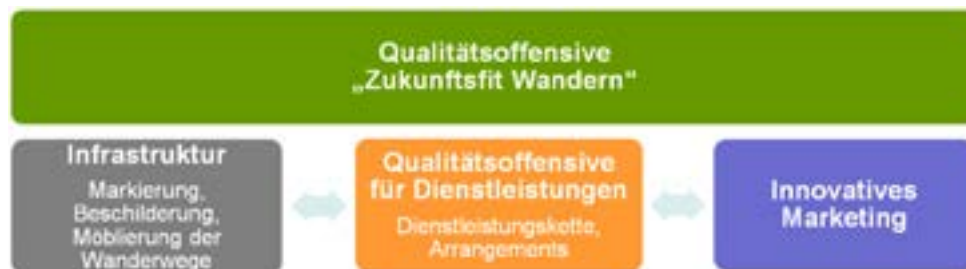 Qualitätsoffensive
„Zukunftsfit Wandern“
Infrastruktur
Markierung,
Beschilderung,
Möblierung der
Wanderwege
Qualitätsoffensive
für Dienstleistungen
Dienstleistungskette,
Arrangements
Innovatives
Marketing